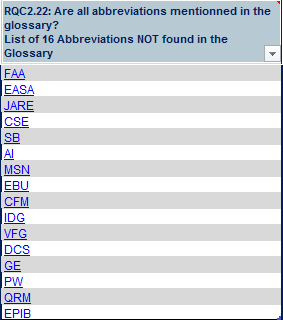 RQC2.22: Are all abbreviations mentionned in the
glossary?
List of 16 Abbreviations NOT found in the
Glossary
FAA
EASA
JARE
CSE
SB
AI
MSN
EBU
CFM
IDG
VFG
DCS
GE
PW
QRM
EPIB